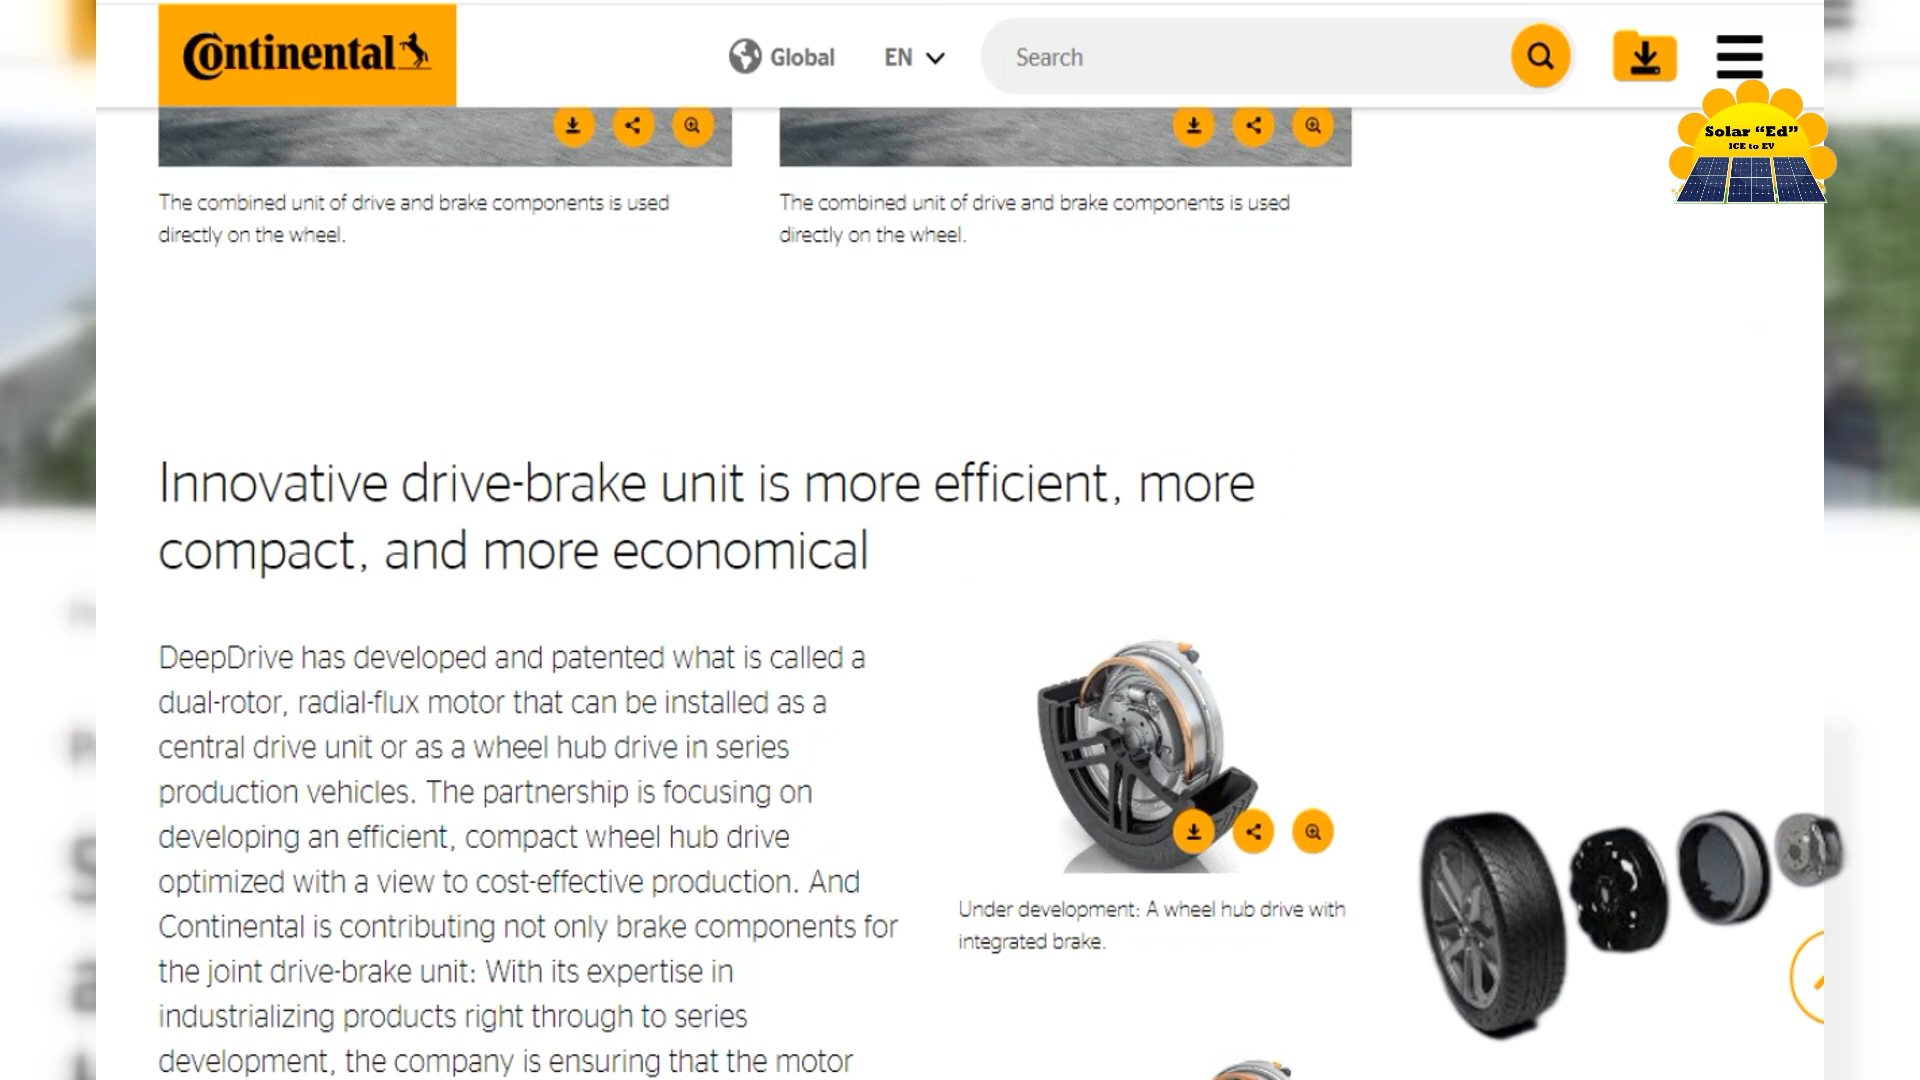 Continental
Global
EN
Search
Solar “Ed”
ICE to EV
The combined unit of drive and brake components is used
directly on the wheel.
The combined unit of drive and brake components is used
directly on the wheel.
Innovative drive-brake unit is more efficient, more
compact, and more economical
DeepDrive has developed and patented what is called a
dual-rotor, radial-flux motor that can be installed as a
central drive unit or as a wheel hub drive in series
production vehicles. The partnership is focusing on
developing an efficient, compact wheel hub drive
optimized with a view to cost-effective production. And
Continental is contributing not only brake components for
the joint drive-brake unit: With its expertise in
industrializing products right through to series
development, the company is ensuring that the motor
Under development: A wheel hub drive with
integrated brake.